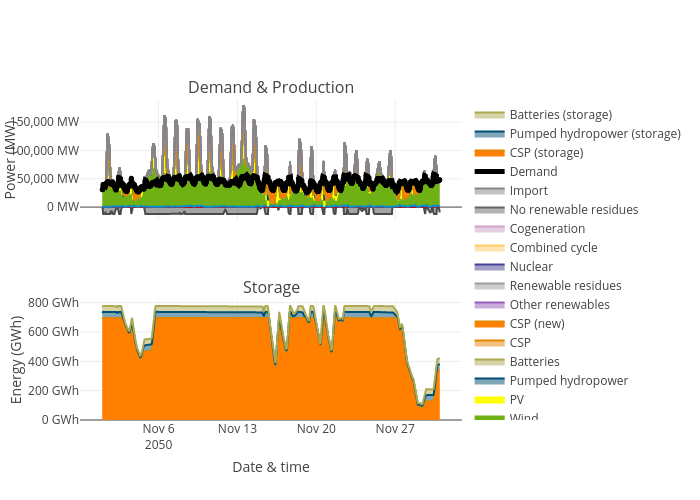 Demand & Production
Power (MW)
150,000 MW
100,000 MW
50,000 MW
0 MW
Storage
Energy (GWh)
800 GWh
600 GWh
400 GWh
200 GWh
0 GWh
Nov 6
2050
Nov 13
Nov 20
Nov 27
Date & time
Batteries (storage)
Pumped hydropower (storage)
CSP (storage)
Demand
Import
No renewable residues
Cogeneration
Combined cycle
Nuclear
Renewable residues
Other renewables
CSP (new)
CSP
Batteries
Pumped hydropower
PV
Wind